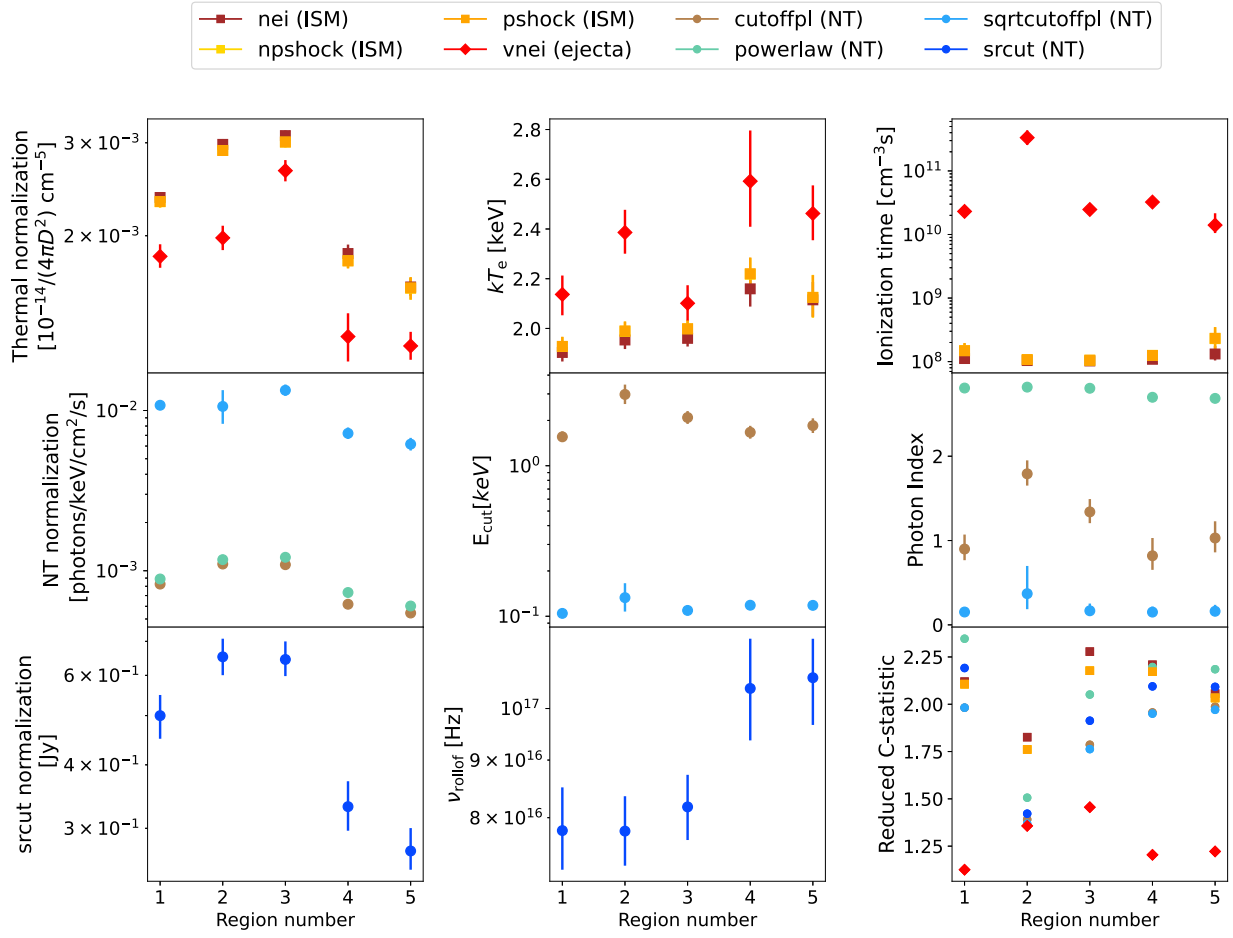 nei (ISM)
npshock (ISM)
pshock (ISM)
vnei (ejecta)
cutoffpl (NT)
powerlaw (NT)
sqrtcutoffpl (NT)
srcut (NT)
Thermal normalization
[10⁻¹⁴/(4πD²) cm⁻⁵]
3 × 10⁻³
2 × 10⁻³
kTₑ [keV]
2.8
2.6
2.4
2.2
2.0
Ionization time [cm⁻³s]
10¹¹
10¹⁰
10⁹
10⁸
NT normalization
[photons/keV/cm²/s]
10⁻²
10⁻³
E_cut[keV]
10⁰
10⁻¹
Photon Index
2
1
0
srcut normalization
[Jy]
6 × 10⁻¹
4 × 10⁻¹
3 × 10⁻¹
1 2 3 4 5
Region number
ν_rollof [Hz]
10¹⁷
9 × 10¹⁶
8 × 10¹⁶
1 2 3 4 5
Region number
Reduced C-statistic
2.25
2.00
1.75
1.50
1.25
1 2 3 4 5
Region number